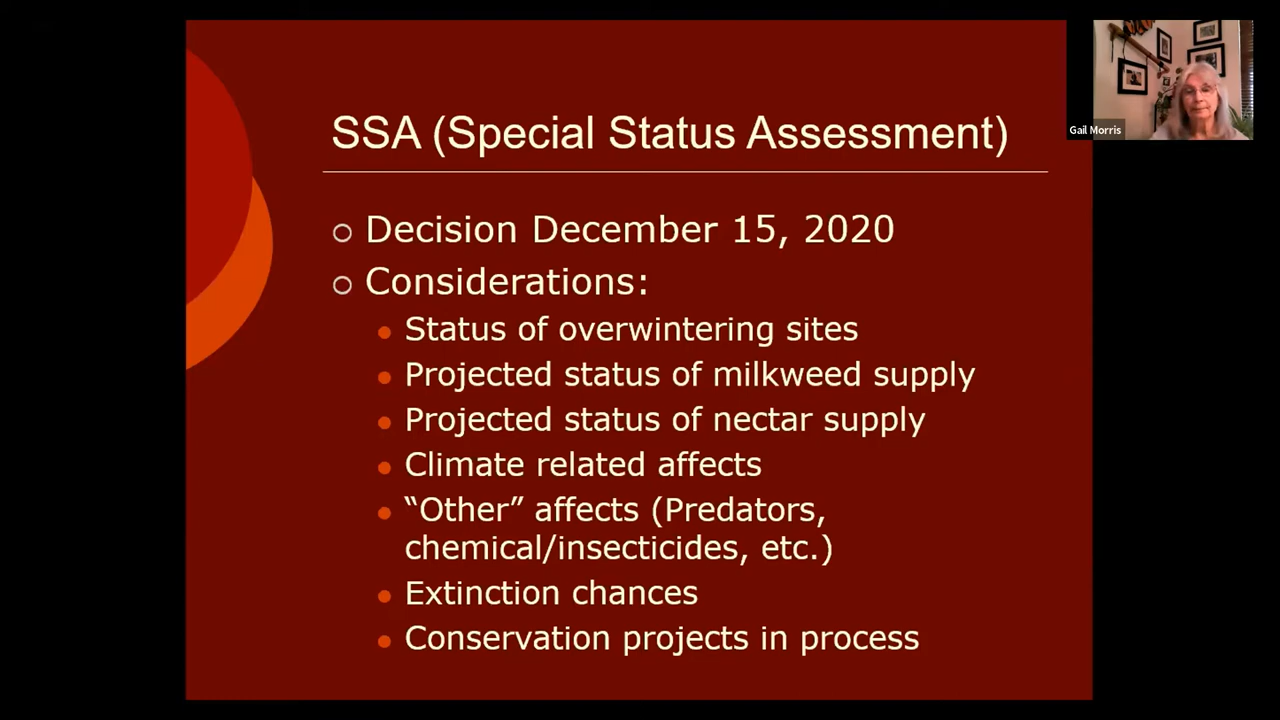 SSA (Special Status Assessment)
Decision December 15, 2020
Considerations:
Status of overwintering sites
Projected status of milkweed supply
Projected status of nectar supply
Climate related affects
“Other” affects (Predators,
chemical/insecticides, etc.)
Extinction chances
Conservation projects in process
Gail Morris